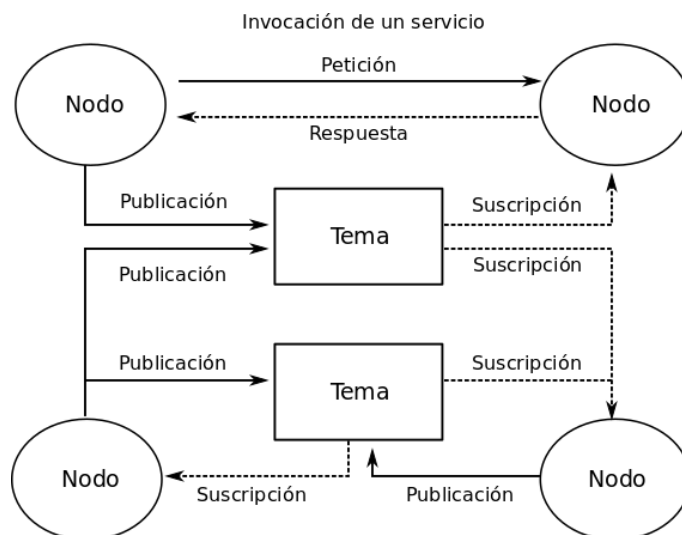 Invocación de un servicio
Petición
Nodo
Nodo
Respuesta
Publicación
Suscripción
Tema
Publicación
Suscripción
Publicación
Suscripción
Tema
Nodo
Nodo
Suscripción
Publicación